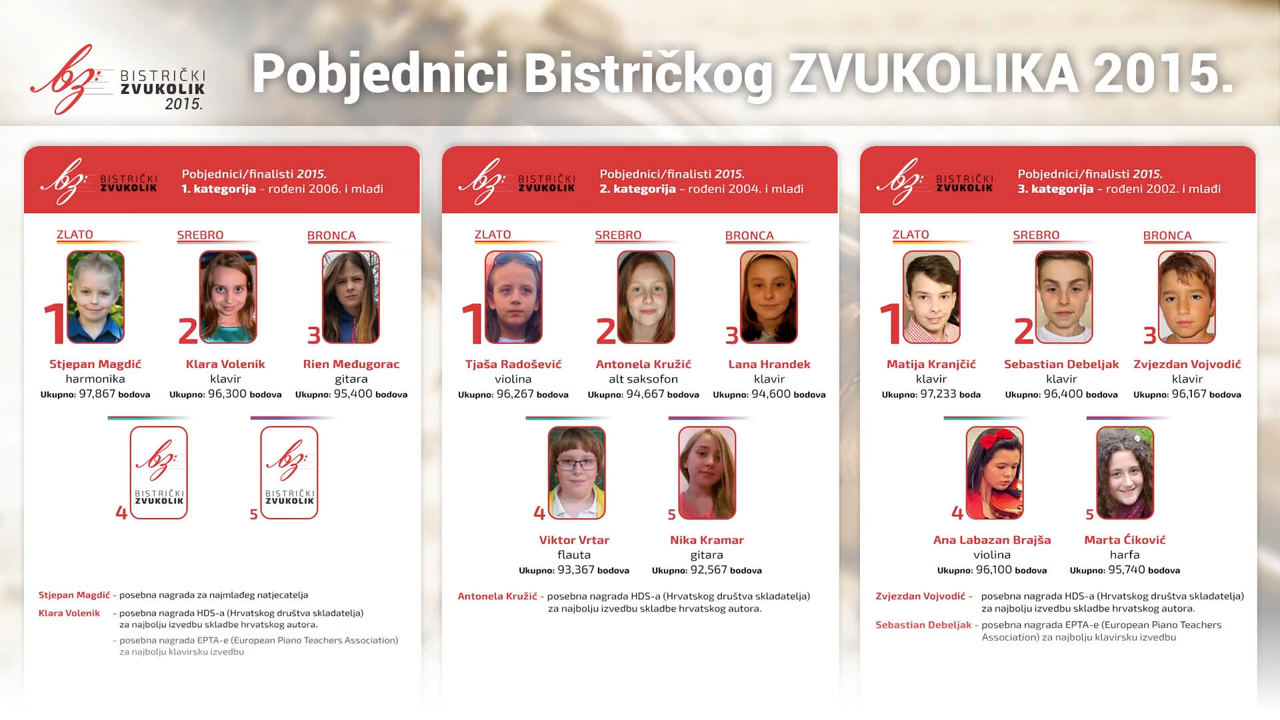 BISTRIČKI
ZVUKOLIK
2015.
Pobjednici Bistričkog ZVUKOLIKA 2015.
BISTRIČKI
ZVUKOLIK
Pobjednici/finalisti 2015.
1. kategorija – rođeni 2006. i mlađi
ZLATO
SREBRO
BRONCA
1
2
3
Stjepan Magdić
harmonika
Ukupno: 97,867 bodova
Klara Volenik
klavir
Ukupno: 96,300 bodova
Rien Međugorac
gitara
Ukupno: 95,400 bodova
BISTRIČKI
ZVUKOLIK
4
BISTRIČKI
ZVUKOLIK
5
Stjepan Magdić – posebna nagrada za najmlađeg natjecatelja
Klara Volenik – posebna nagrada HDS-a (Hrvatskog društva skladatelja)
za najbolju izvedbu skladbe hrvatskog autora.
– posebna nagrada EPTA-e (European Piano Teachers Association)
za najbolju klavirsku izvedbu
BISTRIČKI
ZVUKOLIK
Pobjednici/finalisti 2015.
2. kategorija – rođeni 2004. i mlađi
ZLATO
SREBRO
BRONCA
1
2
3
Tjaša Radošević
violina
Ukupno: 96,267 bodova
Antonela Kružić
alt saksofon
Ukupno: 94,667 bodova
Lana Hrandek
klavir
Ukupno: 94,600 bodova
4
5
Viktor Vrtar
flauta
Ukupno: 93,367 bodova
Nika Kramar
gitara
Ukupno: 92,567 bodova
Antonela Kružić – posebna nagrada HDS-a (Hrvatskog društva skladatelja)
za najbolju izvedbu skladbe hrvatskog autora.
BISTRIČKI
ZVUKOLIK
Pobjednici/finalisti 2015.
3. kategorija – rođeni 2002. i mlađi
ZLATO
SREBRO
BRONCA
1
2
3
Matija Kranjčić
klavir
Ukupno: 97,233 boda
Sebastian Debeljak
klavir
Ukupno: 96,400 bodova
Zvjezdan Vojvodić
klavir
Ukupno: 96,167 bodova
4
5
Ana Labazan Brajša
violina
Ukupno: 96,100 bodova
Marta Ćiković
harfa
Ukupno: 95,740 bodova
Zvjezdan Vojvodić – posebna nagrada HDS-a (Hrvatskog društva skladatelja)
za najbolju izvedbu skladbe hrvatskog autora.
Sebastian Debeljak – posebna nagrada EPTA-e (European Piano Teachers
Association) za najbolju klavirsku izvedbu